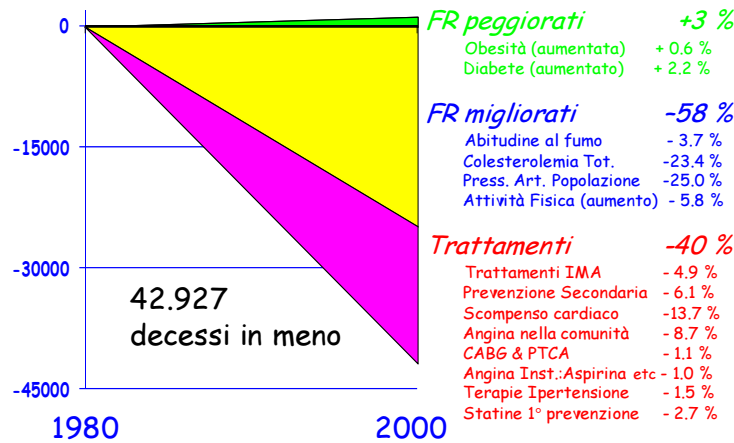 0
-15000
-30000
-45000
1980
2000
42.927
decessi in meno
FR peggiorati +3 %
Obesità (aumentata) + 0.6 %
Diabete (aumentato) + 2.2 %
FR migliorati -58 %
Abitudine al fumo - 3.7 %
Colesterolemia Tot. -23.4 %
Press. Art. Popolazione -25.0 %
Attività Fisica (aumento) - 5.8 %
Trattamenti -40 %
Trattamenti IMA - 4.9 %
Prevenzione Secondaria - 6.1 %
Scompenso cardiaco -13.7 %
Angina nella comunità - 8.7 %
CABG & PTCA - 1.1 %
Angina Inst.:Aspirina etc - 1.0 %
Terapie Ipertensione - 1.5 %
Statine 1° prevenzione - 2.7 %